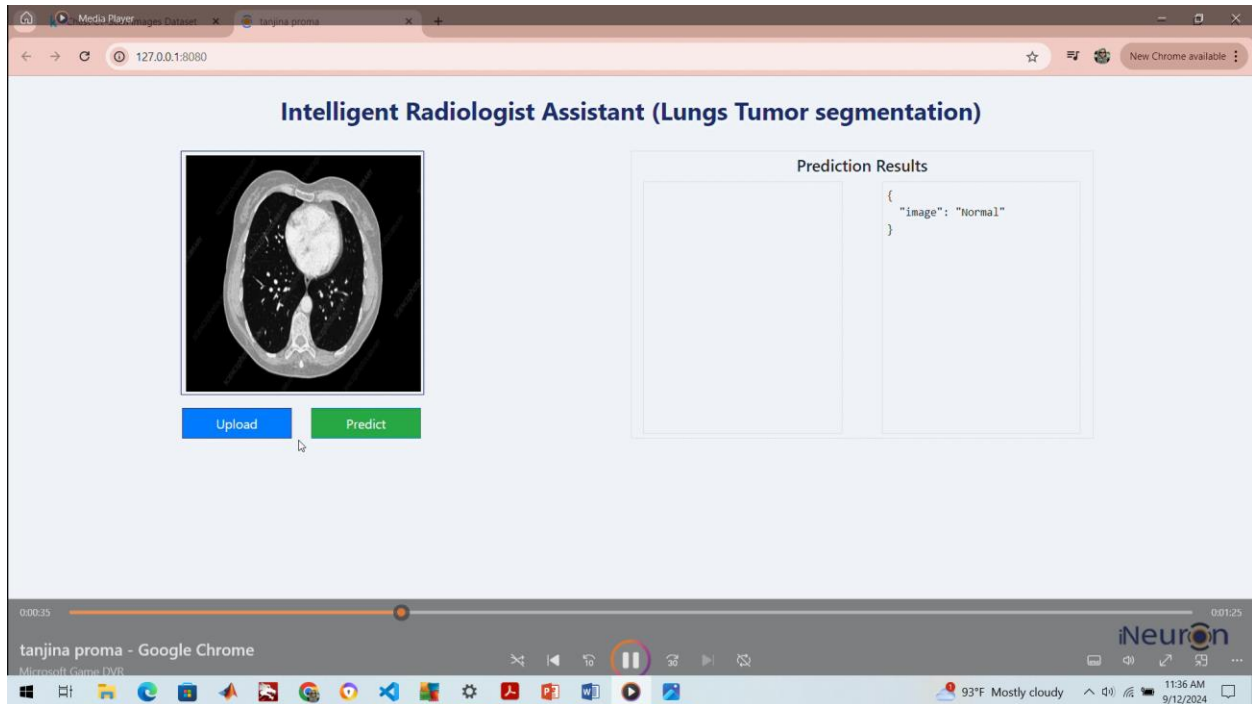 Media Player
Images Dataset
tanjina proma
127.0.0.1:8080
New Chrome available
Intelligent Radiologist Assistant (Lungs Tumor segmentation)
Prediction Results
{
"image": "Normal"
}
Upload
Predict
0:00:35
0:01:25
iNeuron
tanjina proma - Google Chrome
Microsoft Game DVR
10
30
93°F Mostly cloudy
11:36 AM
9/12/2024